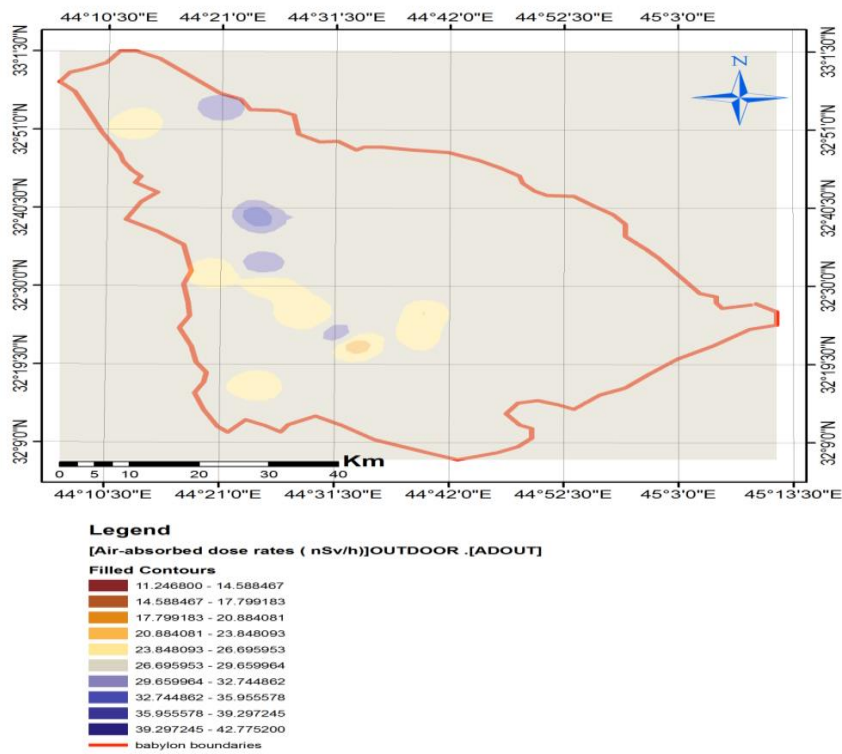 44°10'30"E 44°21'0"E 44°31'30"E 44°42'0"E 44°52'30"E 45°3'0"E
33°1'30"N 33°1'30"N
N
32°51'0"N 32°51'0"N
32°40'30"N 32°40'30"N
32°30'0"N 32°30'0"N
32°19'30"N 32°19'30"N
32°9'0"N 32°9'0"N
Km
0 5 10 20 30 40
44°10'30"E 44°21'0"E 44°31'30"E 44°42'0"E 44°52'30"E 45°3'0"E 45°13'30"E
Legend
[Air-absorbed dose rates ( nSv/h)]OUTDOOR .[ADOUT]
Filled Contours
11.246800 - 14.588467
14.588467 - 17.799183
17.799183 - 20.884081
20.884081 - 23.848093
23.848093 - 26.695953
26.695953 - 29.659964
29.659964 - 32.744862
32.744862 - 35.955578
35.955578 - 39.297245
39.297245 - 42.775200
babylon boundaries